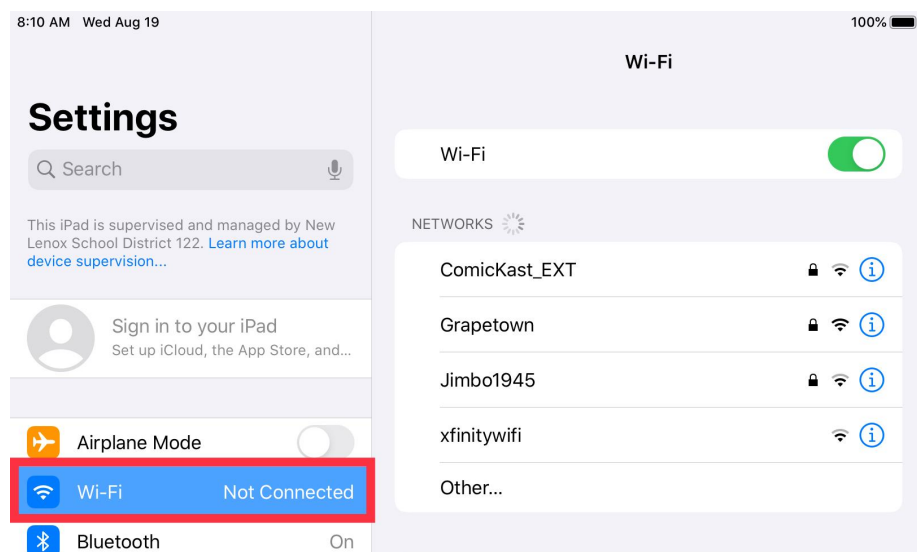 8:10 AM Wed Aug 19
100%
Settings
Search
This iPad is supervised and managed by New
Lenox School District 122. Learn more about
device supervision...
Sign in to your iPad
Set up iCloud, the App Store, and...
Airplane Mode
Wi-Fi Not Connected
Bluetooth On
Wi-Fi
Wi-Fi
NETWORKS
ComicKast_EXT
Grapetown
Jimbo1945
xfinitywifi
Other...